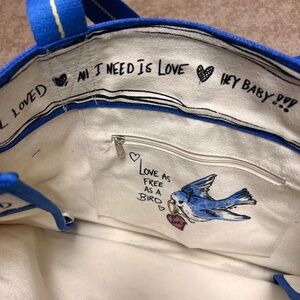 L LOVED ♥ All I NEED IS LOVE ♥ HEY BABY!!!
LOVE AS
FREE
AS A
BIRD